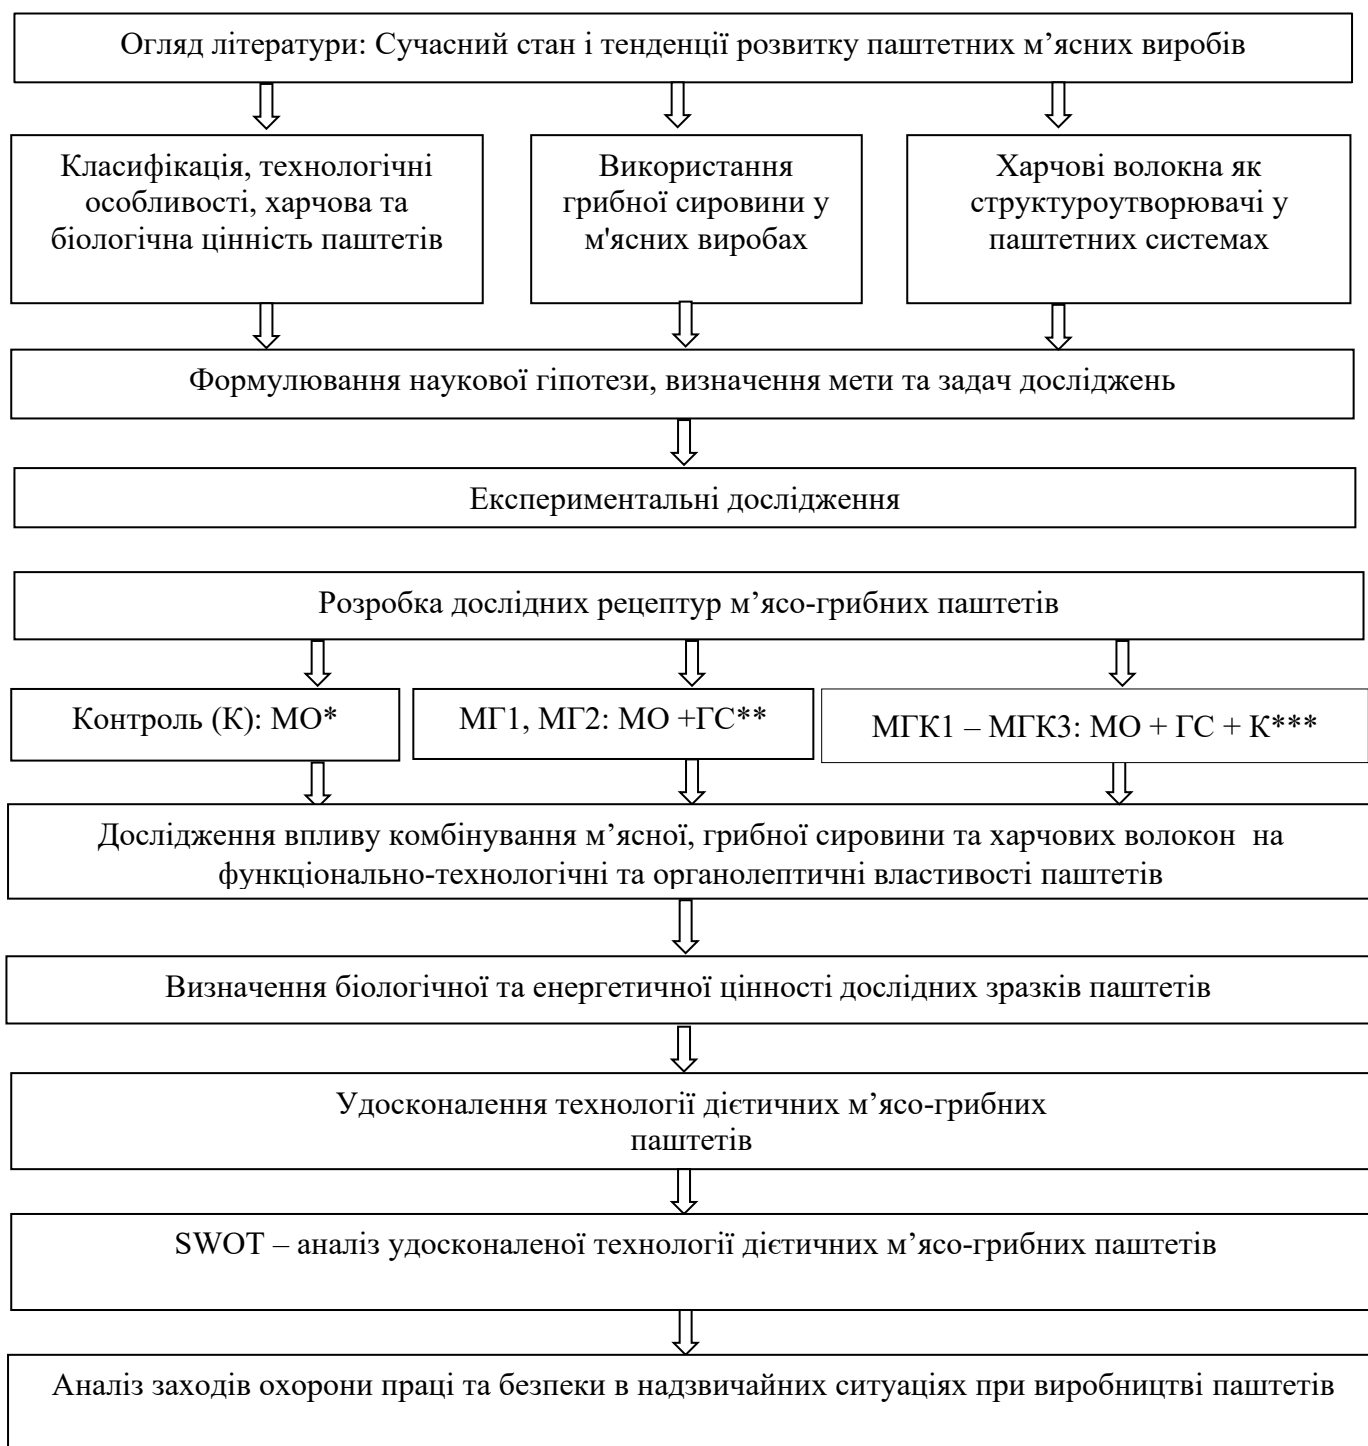 Огляд літератури: Сучасний стан і тенденції розвитку паштетних м’ясних виробів
Класифікація, технологічні
особливості, харчова та
біологічна цінність паштетів
Використання
грибної сировини у
м'ясних виробах
Харчові волокна як
структуроутворювачі у
паштетних системах
Формулювання наукової гіпотези, визначення мети та задач досліджень
Експериментальні дослідження
Розробка дослідних рецептур м’ясо-грибних паштетів
Контроль (К): МО*
МГ1, МГ2: МО +ГС**
МГК1 – МГК3: МО + ГС + К***
Дослідження впливу комбінування м’ясної, грибної сировини та харчових волокон на
функціонально-технологічні та органолептичні властивості паштетів
Визначення біологічної та енергетичної цінності дослідних зразків паштетів
Удосконалення технології дієтичних м’ясо-грибних
паштетів
SWOT – аналіз удосконаленої технології дієтичних м’ясо-грибних паштетів
Аналіз заходів охорони праці та безпеки в надзвичайних ситуаціях при виробництві паштетів